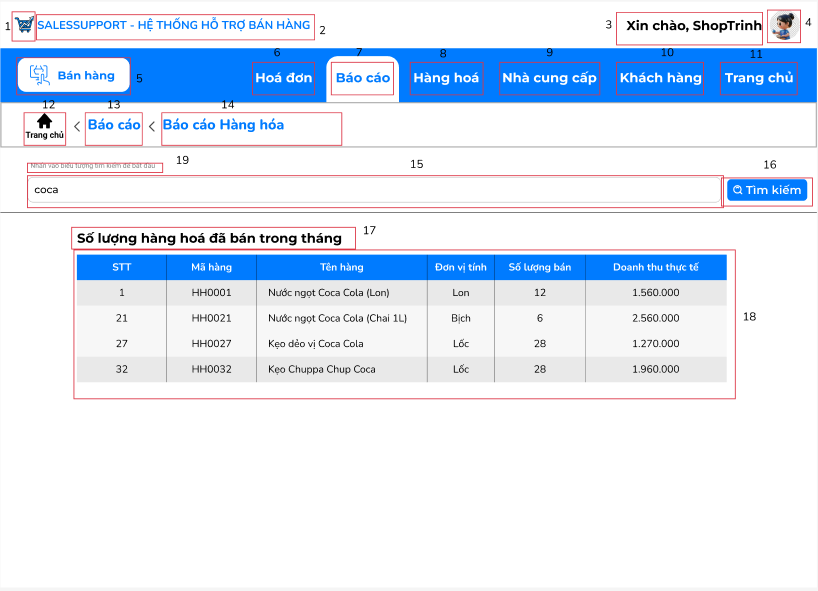 1 SALESSUPPORT - HỆ THỐNG HỖ TRỢ BÁN HÀNG 2 3 Xin chào, ShopTrinh 4
Bán hàng 5 6 Hoá đơn 7 Báo cáo 8 Hàng hoá 9 Nhà cung cấp 10 Khách hàng 11 Trang chủ
12 13 14
Trang chủ < Báo cáo < Báo cáo Hàng hóa
Nhấn vào biểu tượng tìm kiếm để bắt đầu 19 15 16
coca Tìm kiếm
Số lượng hàng hoá đã bán trong tháng 17
STT Mã hàng Tên hàng Đơn vị tính Số lượng bán Doanh thu thực tế
1 HH0001 Nước ngọt Coca Cola (Lon) Lon 12 1.560.000
21 HH0021 Nước ngọt Coca Cola (Chai 1L) Bịch 6 2.560.000 18
27 HH0027 Kẹo dẻo vị Coca Cola Lốc 28 1.270.000
32 HH0032 Kẹo Chuppa Chup Coca Lốc 28 1.960.000